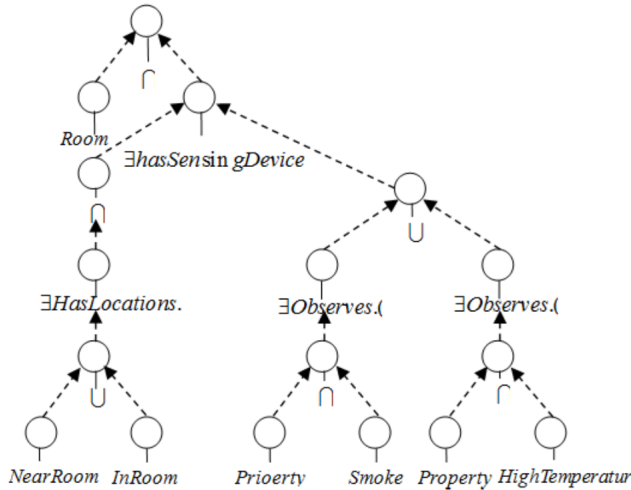 ∩
Room
∃hasSensin gDevice
∩
∪
∃HasLocations.
∃Observes.(
∃Observes.(
∪
∩
∩
NearRoom
InRoom
Prioerty
Smoke
Property
HighTemperatur